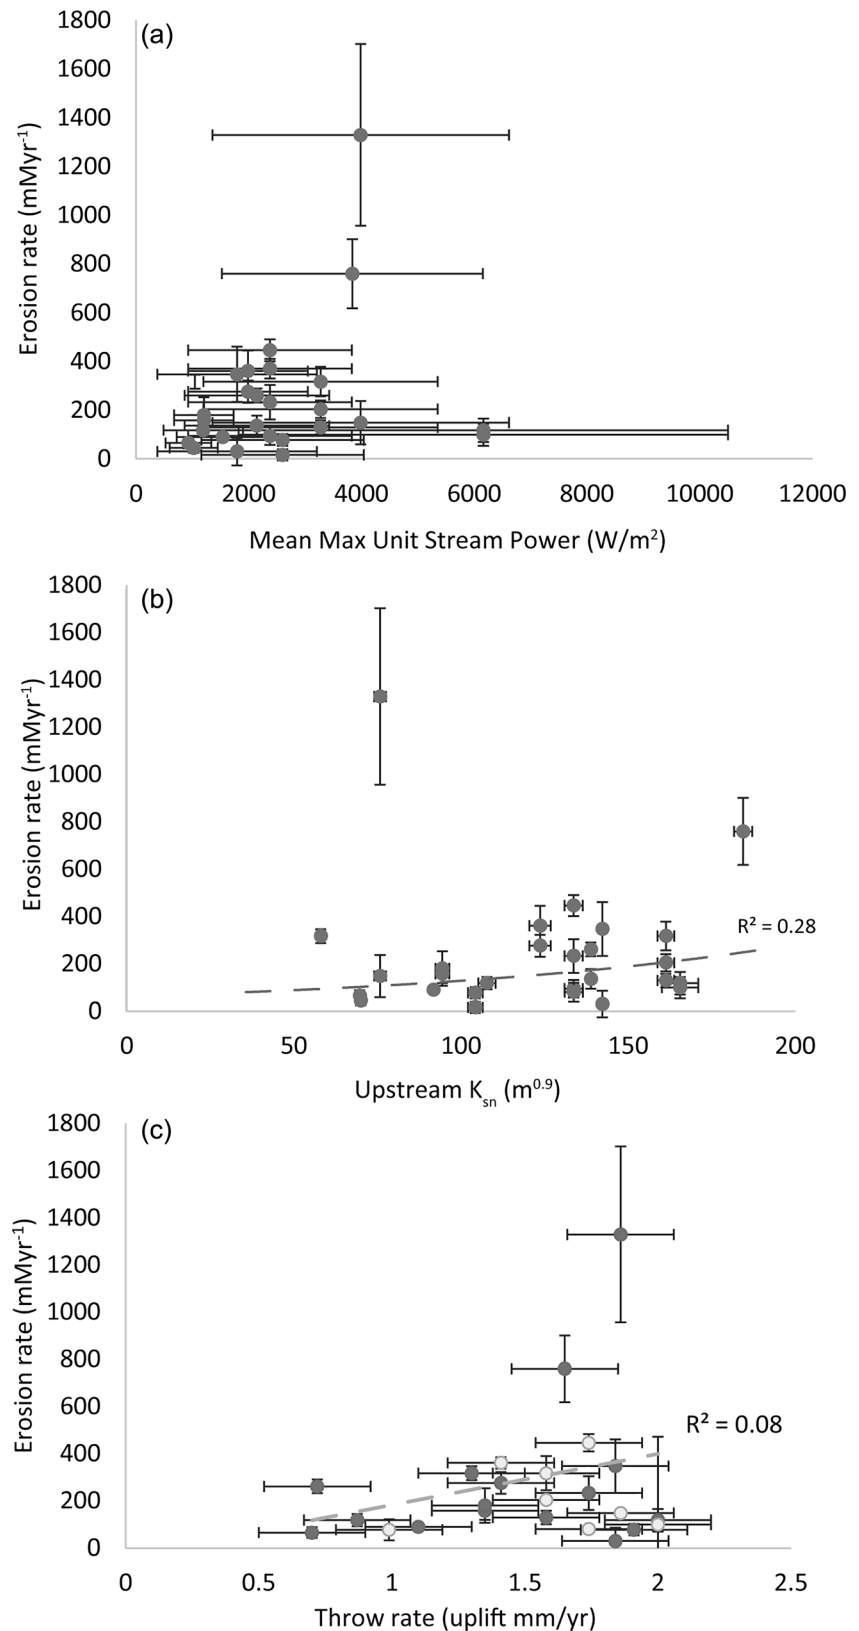 (a)
1800
1600
1400
1200
1000
800
600
400
200
0
Erosion rate (mMyr⁻¹)
0 2000 4000 6000 8000 10000 12000
Mean Max Unit Stream Power (W/m²)
(b)
1800
1600
1400
1200
1000
800
600
400
200
0
Erosion rate (mMyr⁻¹)
R² = 0.28
0 50 100 150 200
Upstream Kₛₙ (m⁰·⁹)
(c)
1800
1600
1400
1200
1000
800
600
400
200
0
Erosion rate (mMyr⁻¹)
R² = 0.08
0 0.5 1 1.5 2 2.5
Throw rate (uplift mm/yr)